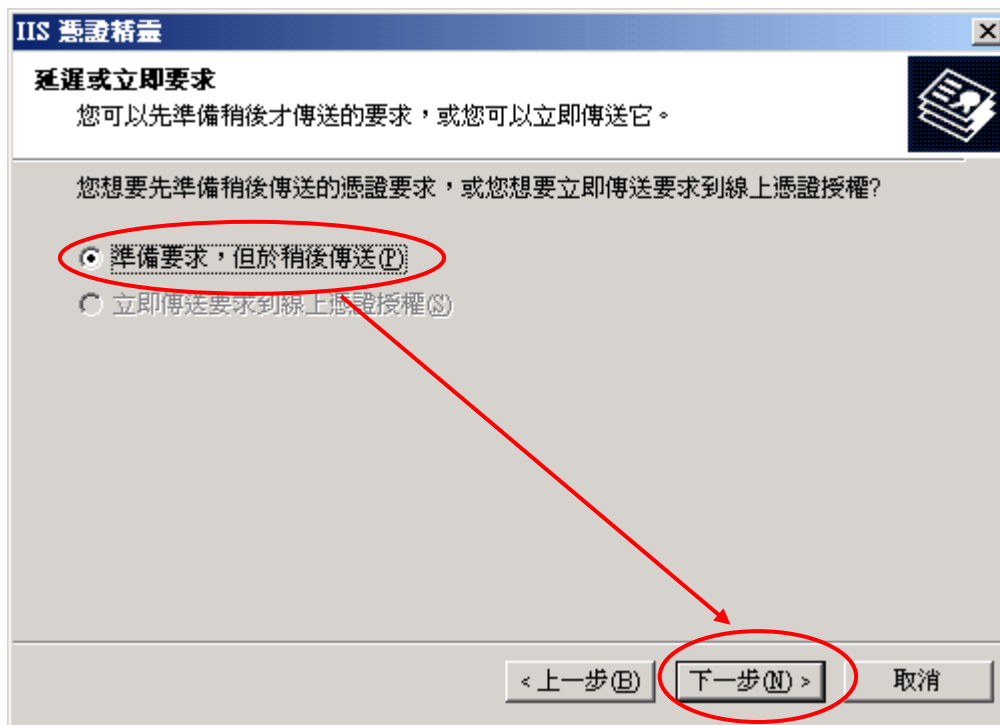 IIS 憑證精靈
延遲或立即要求
您可以先準備稍後才傳送的要求，或您可以立即傳送它。
您想要先準備稍後傳送的憑證要求，或您想要立即傳送要求到線上憑證授權?
準備要求，但於稍後傳送(P)
立即傳送要求到線上憑證授權(S)
< 上一步(B) 下一步(N) > 取消